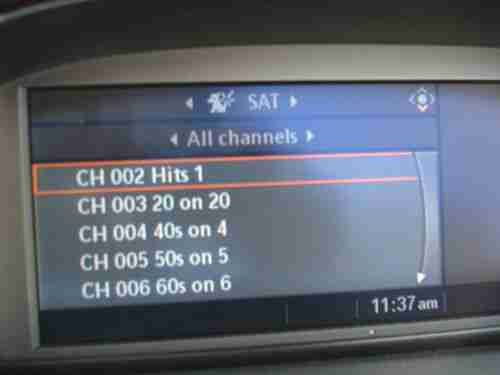 SAT
All channels
CH 002 Hits 1
CH 003 20 on 20
CH 004 40s on 4
CH 005 50s on 5
CH 006 60s on 6
11:37 am